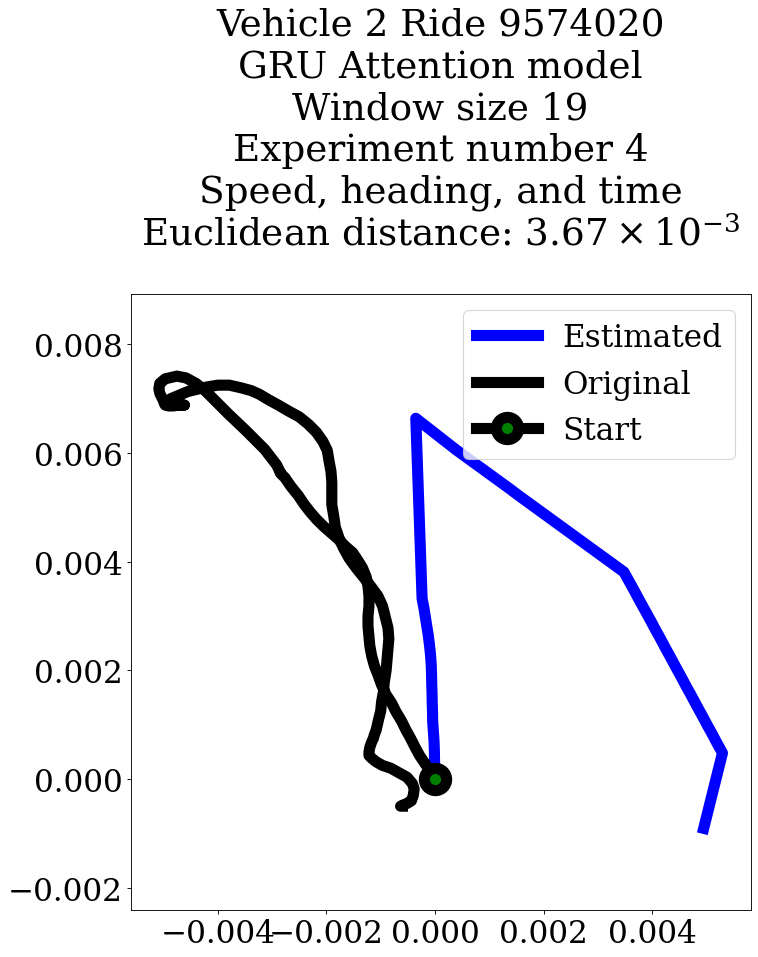 Vehicle 2 Ride 9574020
GRU Attention model
Window size 19
Experiment number 4
Speed, heading, and time
Euclidean distance: 3.67 × 10⁻³
Estimated
Original
Start
0.008
0.006
0.004
0.002
0.000
−0.002
−0.004 −0.002 0.000 0.002 0.004